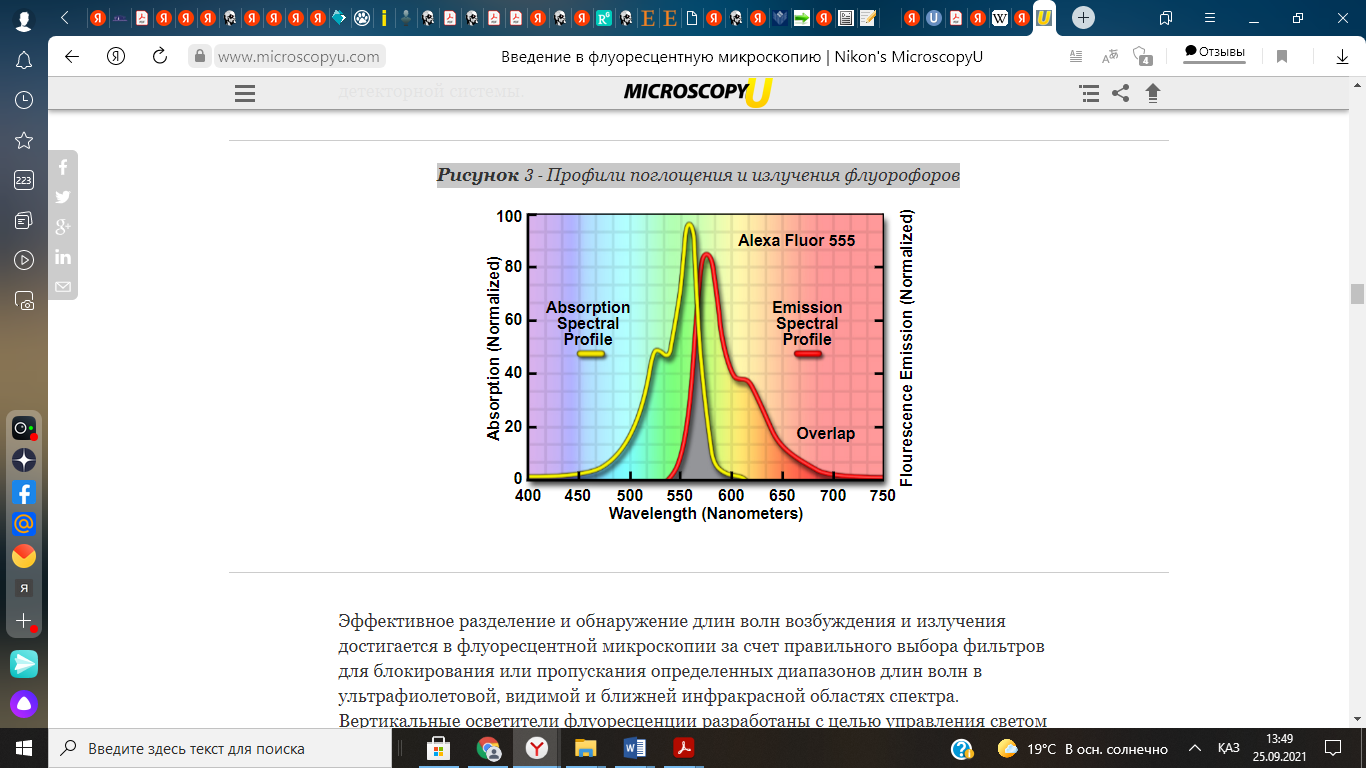 www.microscopyu.com
Введение в флуоресцентную микроскопию | Nikon's MicroscopyU
4
Отзывы
детекторной системы
MICROSCOPYU
223
Рисунок 3 - Профили поглощения и излучения флуорофоров
Alexa Fluor 555
Absorption
Spectral
Profile
Emission
Spectral
Profile
Overlap
Absorption (Normalized)
Flourescence Emission (Normalized)
100
80
60
40
20
0
400 450 500 550 600 650 700 750
Wavelength (Nanometers)
Эффективное разделение и обнаружение длин волн возбуждения и излучения
достигается в флуоресцентной микроскопии за счет правильного выбора фильтров
для блокирования или пропускания определенных диапазонов длин волн в
ультрафиолетовой, видимой и ближней инфракрасной областях спектра.
Вертикальные осветители флуоресценции разработаны с целью управления светом
Введите здесь текст для поиска
19°C В осн. солнечно
ҚАЗ
13:49
25.09.2021